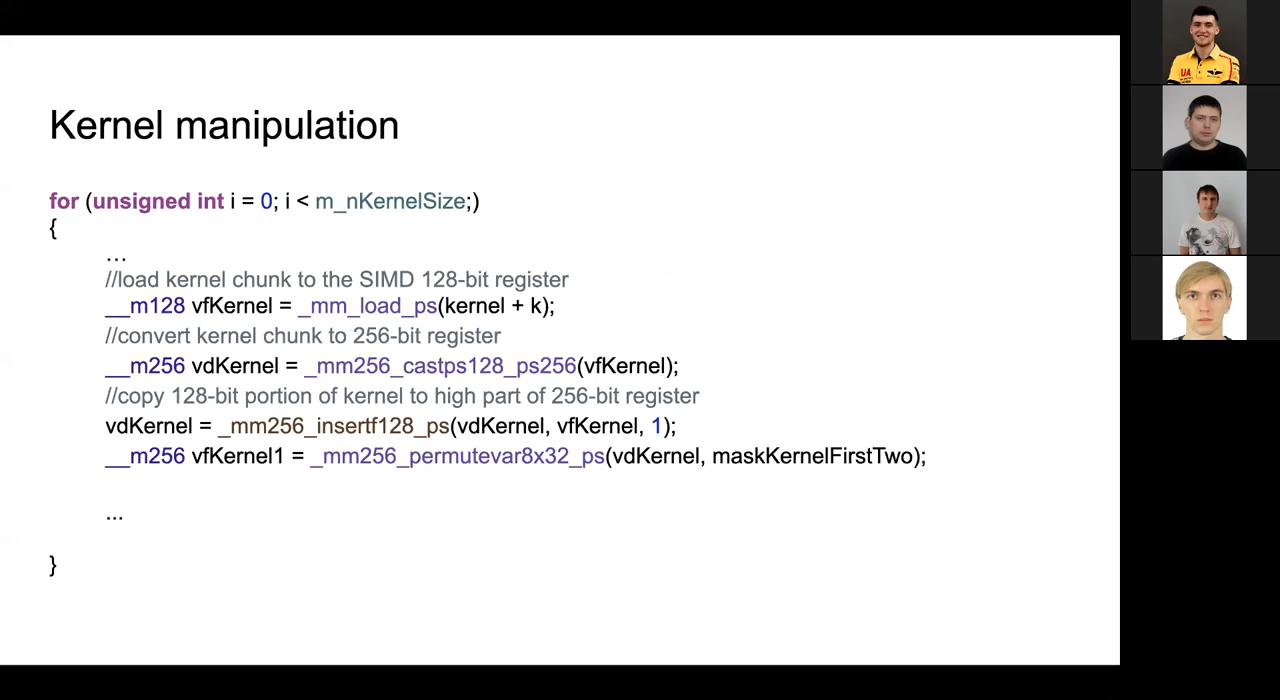 Kernel manipulation
for (unsigned int i = 0; i < m_nKernelSize;)
{
…
//load kernel chunk to the SIMD 128-bit register
__m128 vfKernel = _mm_load_ps(kernel + k);
//convert kernel chunk to 256-bit register
__m256 vdKernel = _mm256_castps128_ps256(vfKernel);
//copy 128-bit portion of kernel to high part of 256-bit register
vdKernel = _mm256_insertf128_ps(vdKernel, vfKernel, 1);
__m256 vfKernel1 = _mm256_permutevar8x32_ps(vdKernel, maskKernelFirstTwo);
...
}
UA